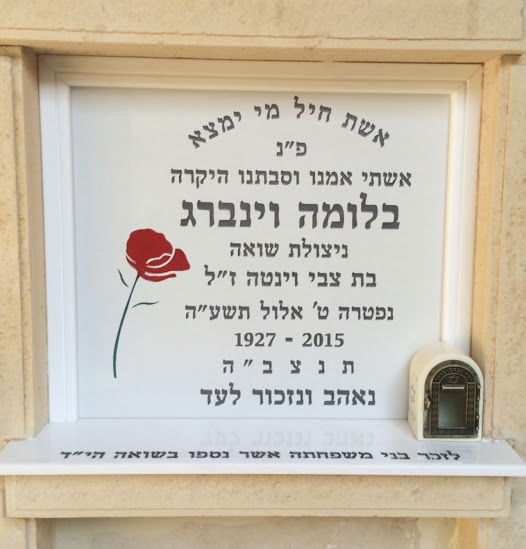 אשת חיל מי ימצא
פ"נ
אשתי אמנו וסבתנו היקרה
בלומה וינברג
ניצולת שואה
בת צבי וינטה ז"ל
נפטרה ט' אלול תשע"ה
1927 - 2015
ת נ צ ב " ה
נאהב ונזכור לעד
לזכר בני משפחתה אשר נספו בשואה הי"ד